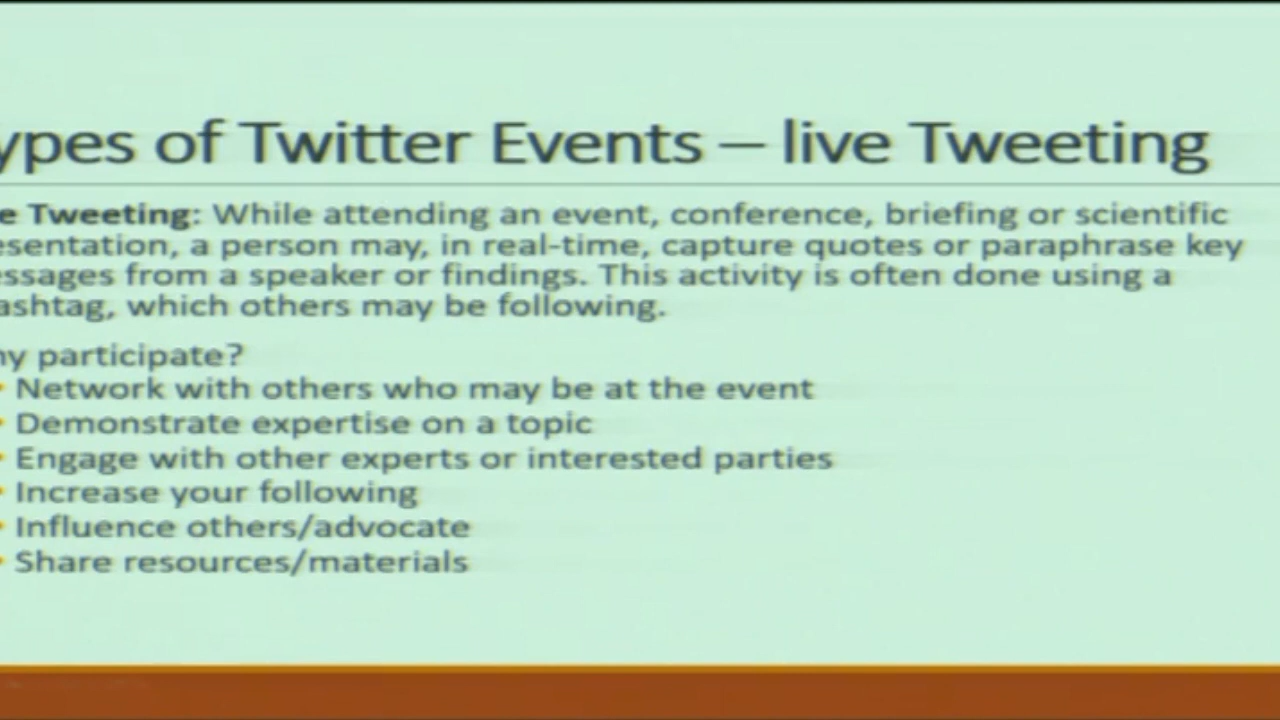 ypes of Twitter Events – live Tweeting
e Tweeting: While attending an event, conference, briefing or scientific
esentation, a person may, in real-time, capture quotes or paraphrase key
essages from a speaker or findings. This activity is often done using a
ashtag, which others may be following.
hy participate?
• Network with others who may be at the event
• Demonstrate expertise on a topic
• Engage with other experts or interested parties
• Increase your following
• Influence others/advocate
• Share resources/materials